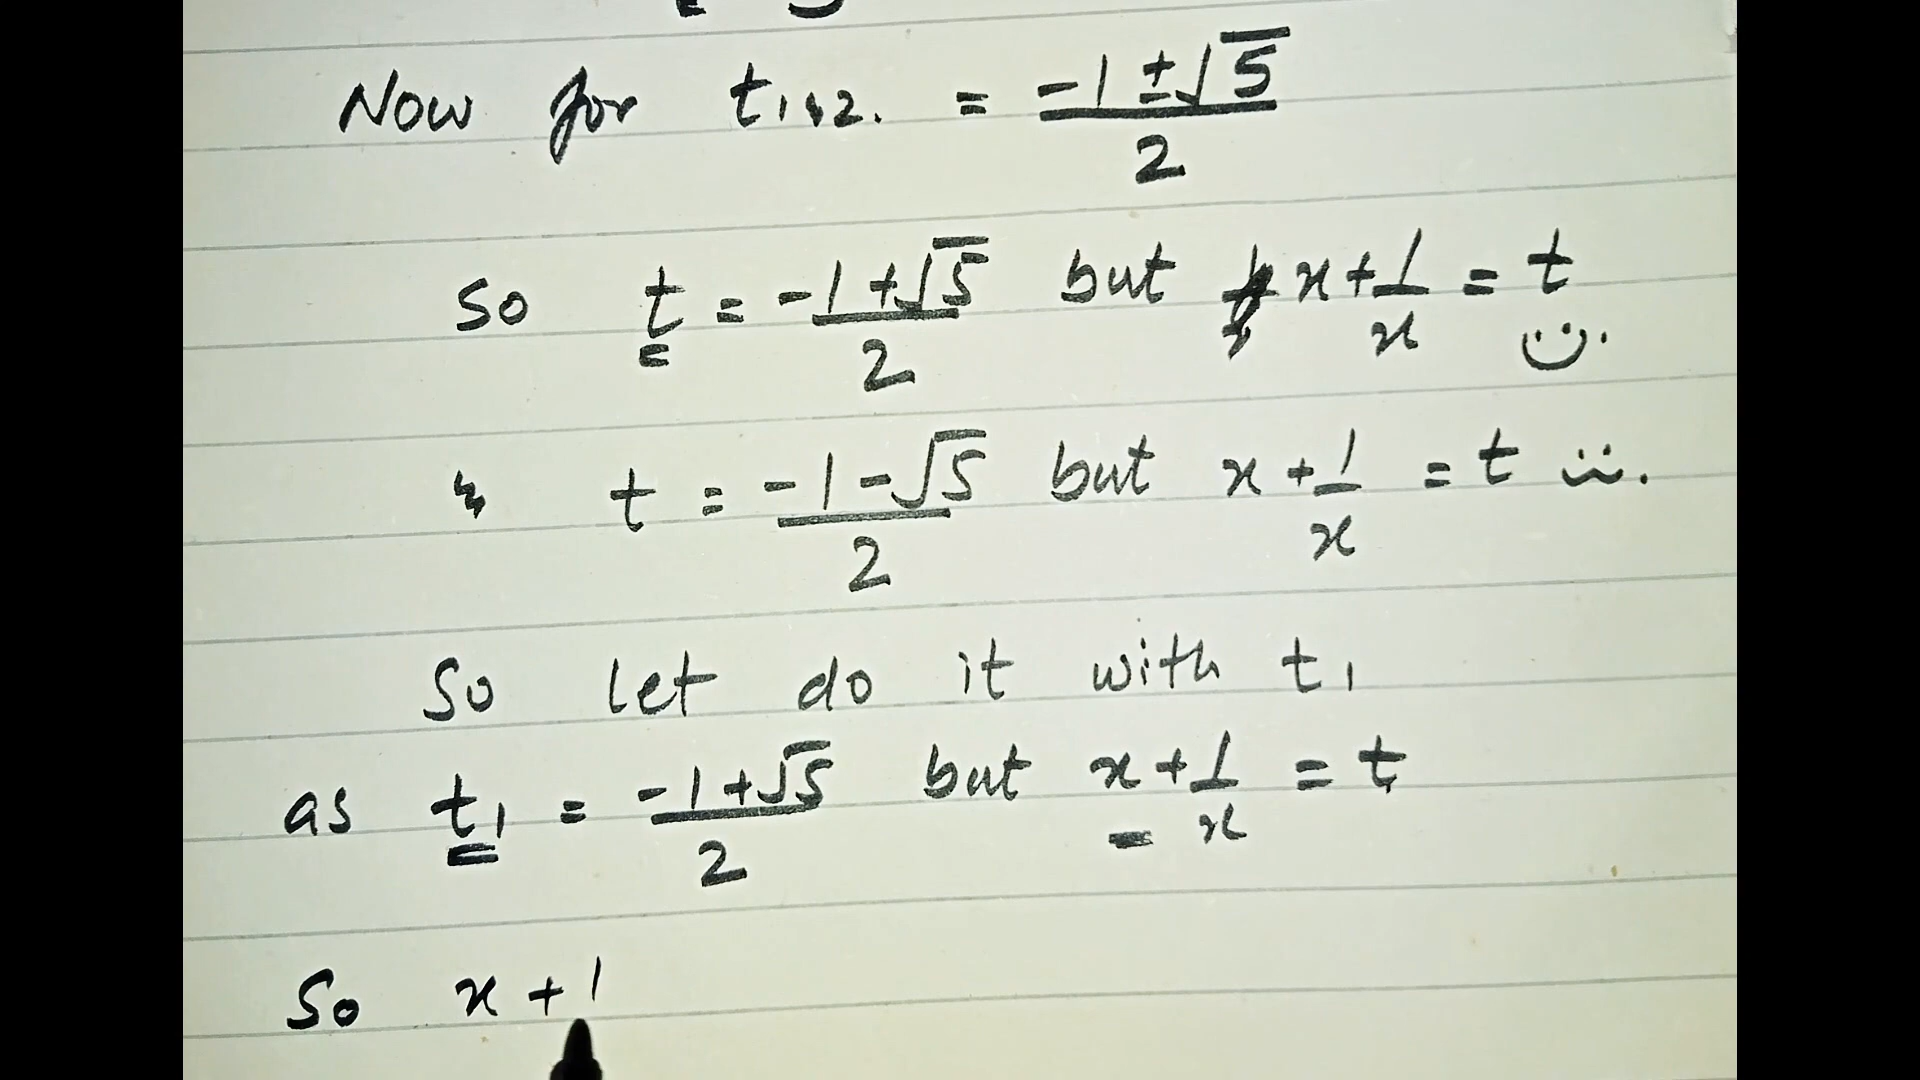 Now for t1&2. = -1 ± √5 / 2
So t = -1 + √5 / 2 but x + 1/x = t
& t = -1 - √5 / 2 but x + 1/x = t
So let do it with t1
as t1 = -1 + √5 / 2 but x + 1/x = t
So x + 1